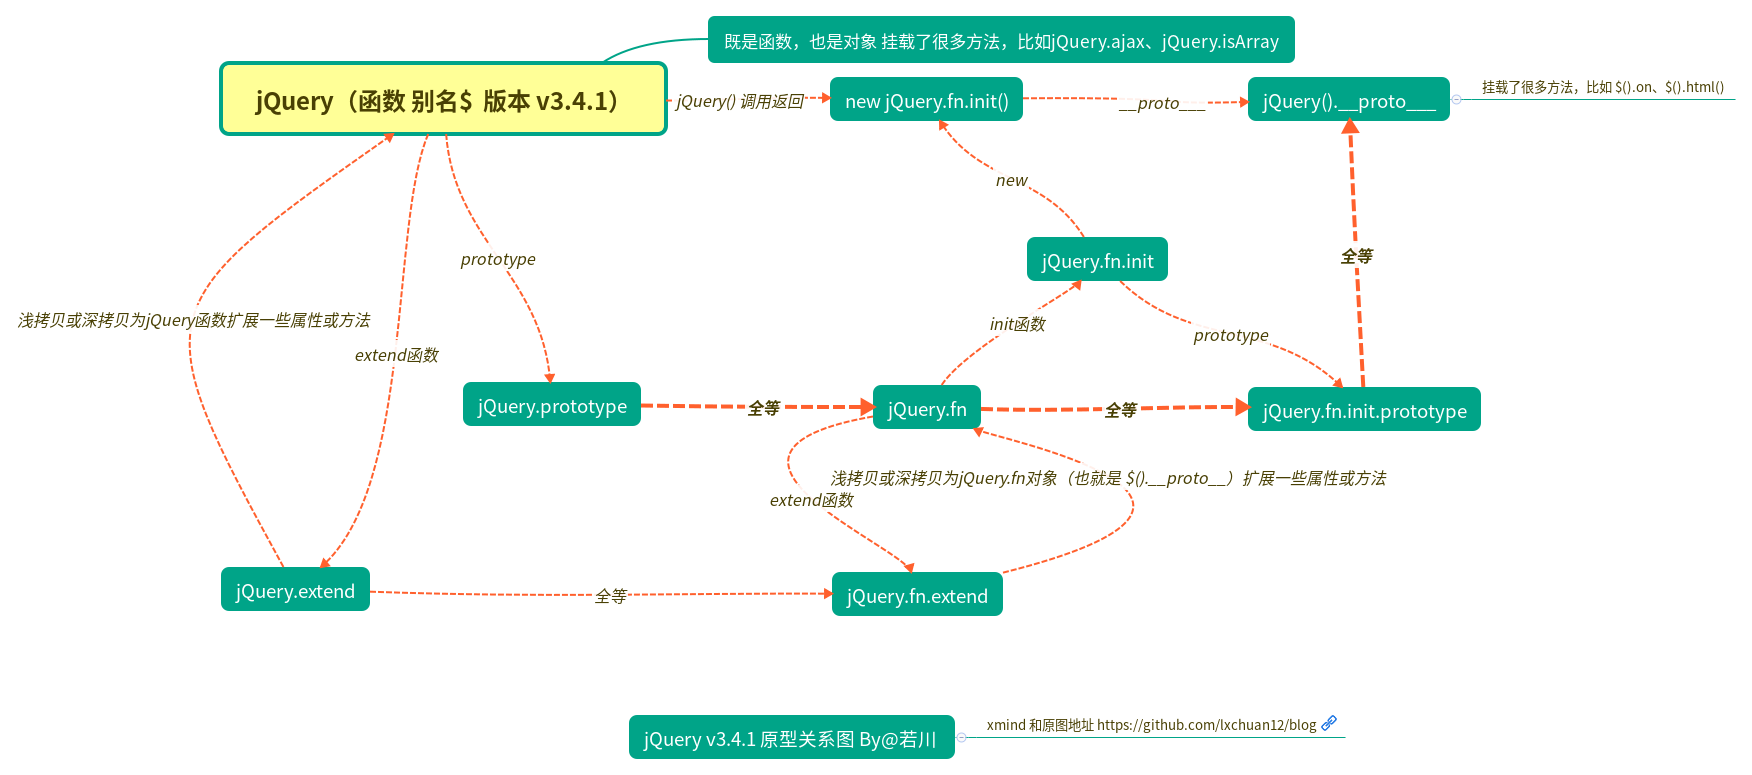 既是函数，也是对象 挂载了很多方法，比如jQuery.ajax、jQuery.isArray
jQuery（函数 别名$ 版本 v3.4.1）
jQuery() 调用返回
new jQuery.fn.init()
__proto___
jQuery().__proto___
挂载了很多方法，比如 $().on、$().html()
new
prototype
jQuery.fn.init
全等
浅拷贝或深拷贝为jQuery函数扩展一些属性或方法
init函数
prototype
extend函数
jQuery.prototype
全等
jQuery.fn
全等
jQuery.fn.init.prototype
浅拷贝或深拷贝为jQuery.fn对象（也就是 $().__proto__）扩展一些属性或方法
extend函数
jQuery.extend
全等
jQuery.fn.extend
jQuery v3.4.1 原型关系图 By@若川
xmind 和原图地址 https://github.com/lxchuan12/blog